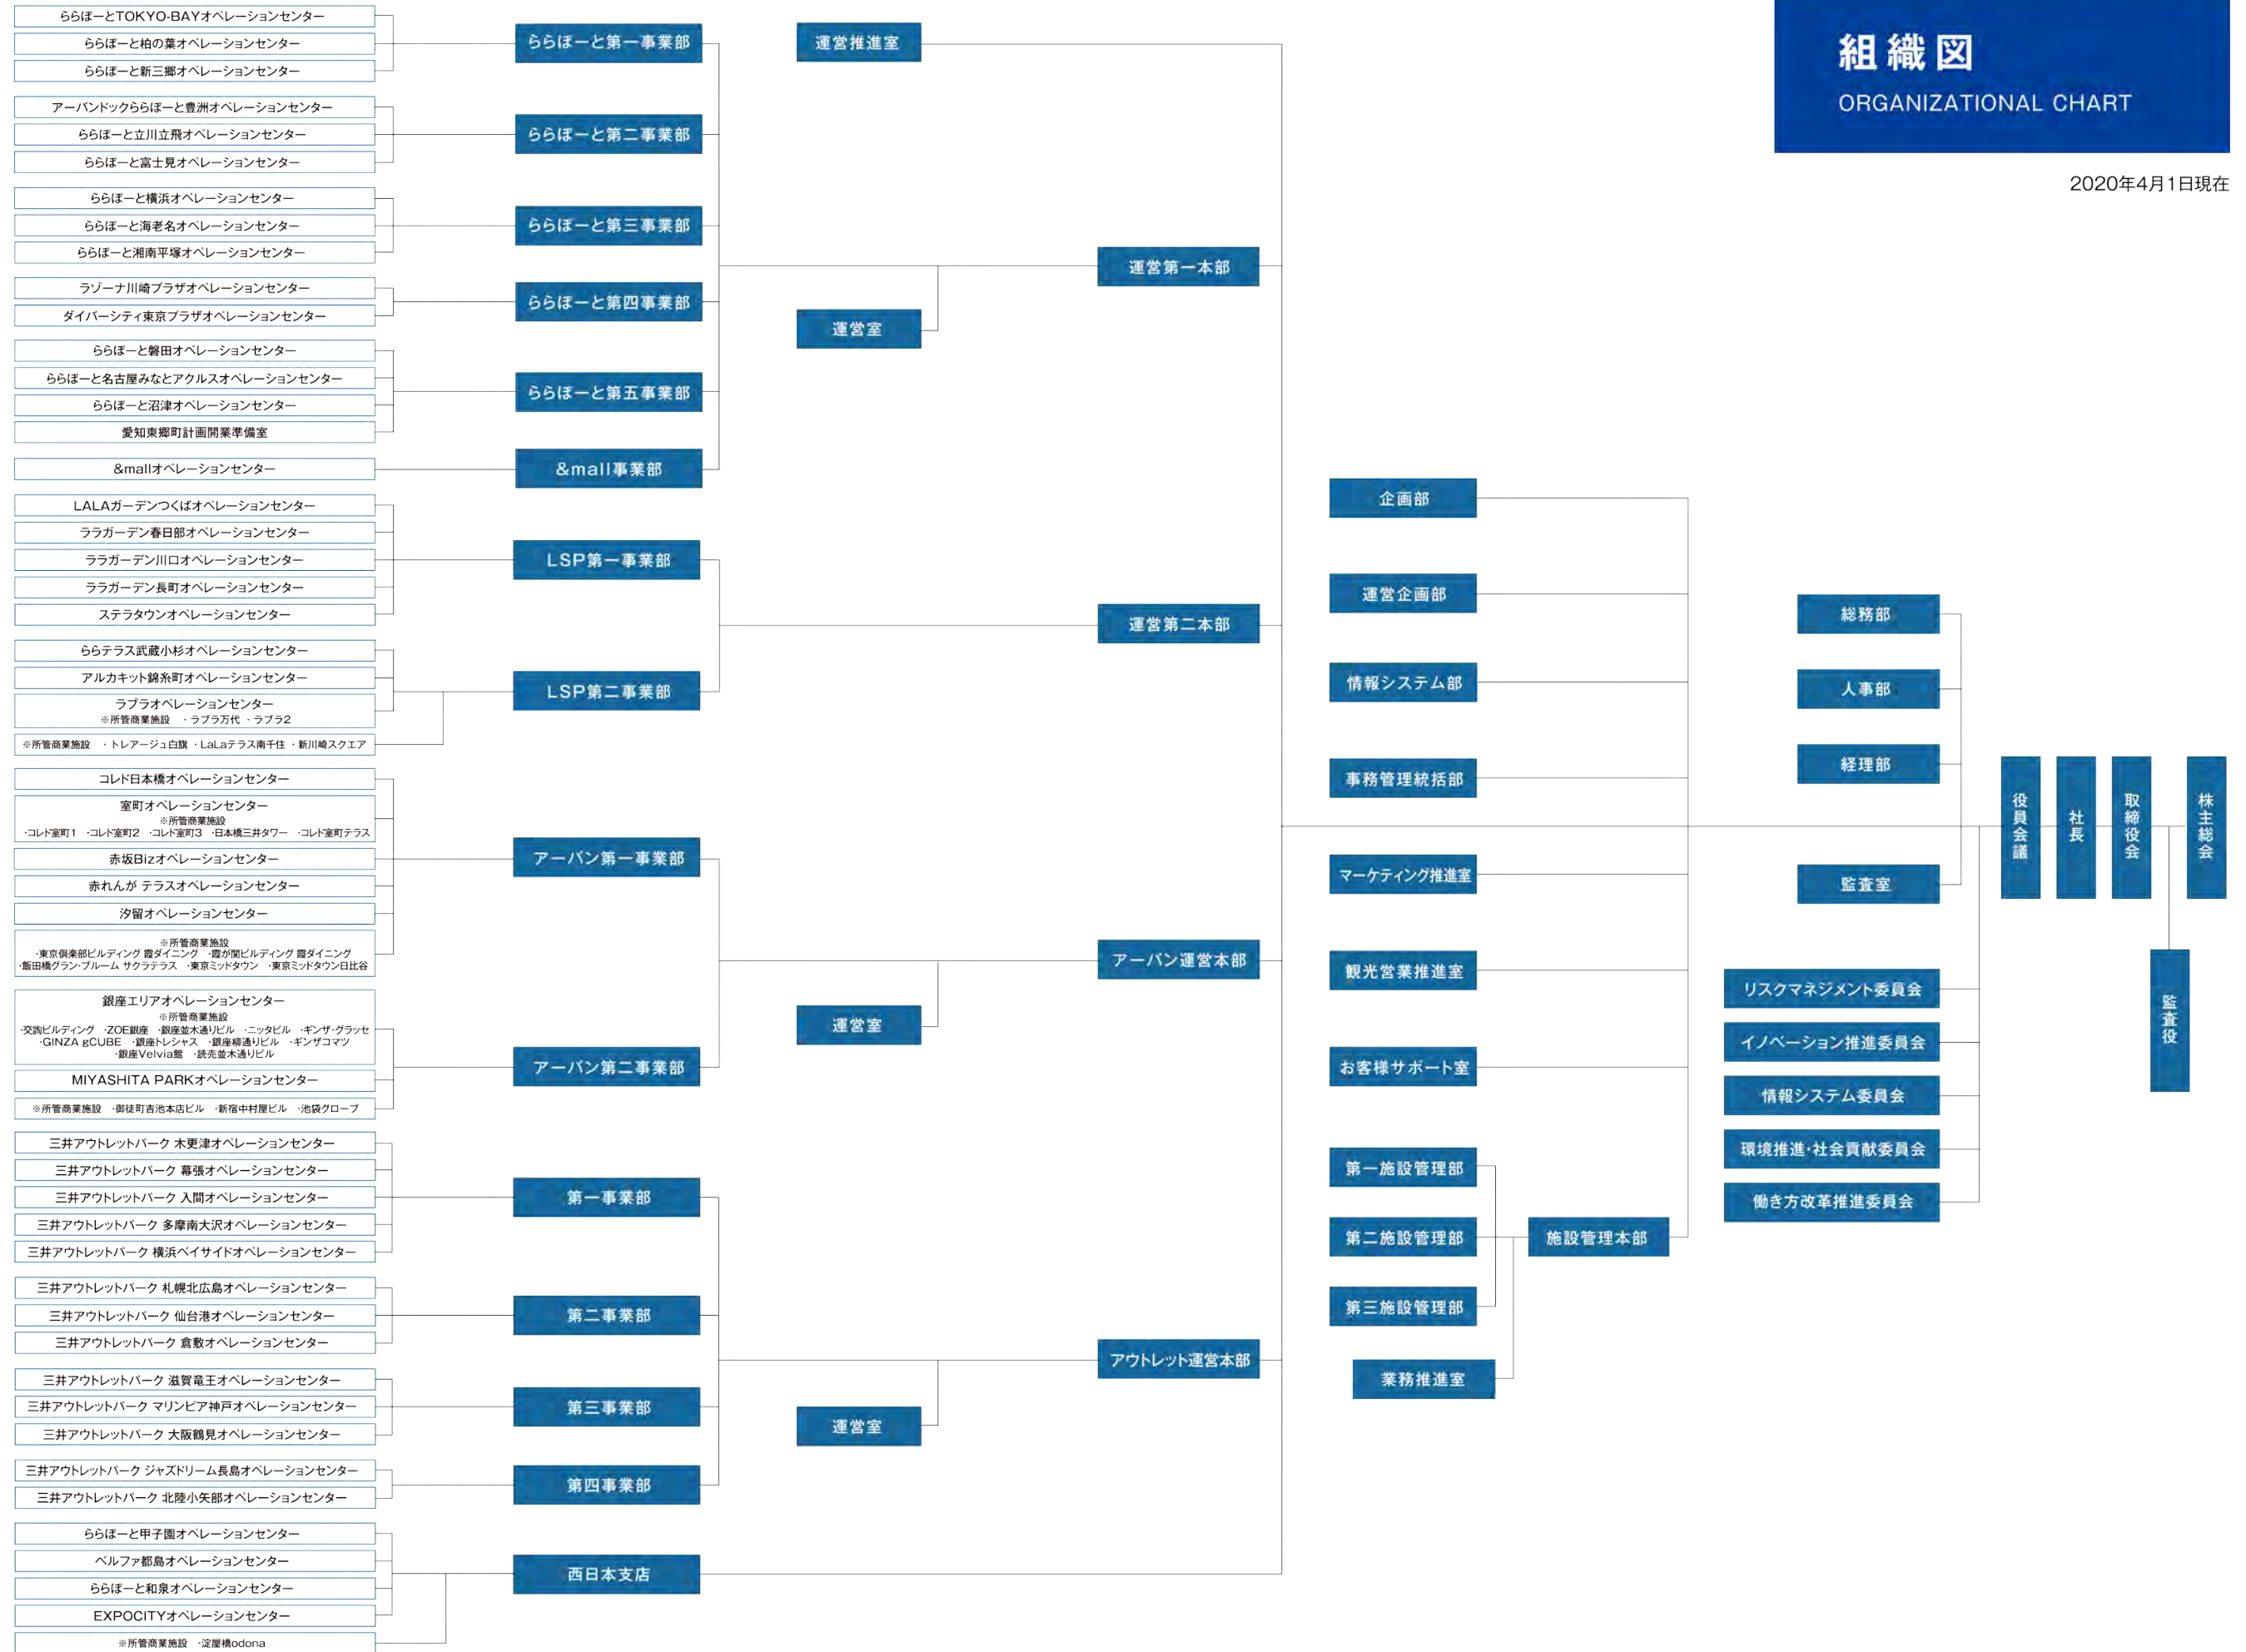 組織図
ORGANIZATIONAL CHART
2020年4月1日現在
ららぽーとTOKYO-BAYオペレーションセンター
ららぽーと柏の葉オペレーションセンター
ららぽーと新三郷オペレーションセンター
ららぽーと第一事業部
アーバンドックららぽーと豊洲オペレーションセンター
ららぽーと立川立飛オペレーションセンター
ららぽーと富士見オペレーションセンター
ららぽーと第二事業部
ららぽーと横浜オペレーションセンター
ららぽーと海老名オペレーションセンター
ららぽーと湘南平塚オペレーションセンター
ららぽーと第三事業部
ラゾーナ川崎プラザオペレーションセンター
ダイバーシティ東京プラザオペレーションセンター
ららぽーと第四事業部
ららぽーと磐田オペレーションセンター
ららぽーと名古屋みなとアクルスオペレーションセンター
ららぽーと沼津オペレーションセンター
愛知東郷町計画開業準備室
ららぽーと第五事業部
&mallオペレーションセンター
&mall事業部
LALAガーデンつくばオペレーションセンター
ララガーデン春日部オペレーションセンター
ララガーデン川口オペレーションセンター
ララガーデン長町オペレーションセンター
ステラタウンオペレーションセンター
LSP第一事業部
ららテラス武蔵小杉オペレーションセンター
アルカキット錦糸町オペレーションセンター
ラブラオペレーションセンター
※所管商業施設 ・ラブラ万代 ・ラブラ2
※所管商業施設 ・トレアージュ白旗 ・LaLaテラス南千住 ・新川崎スクエア
LSP第二事業部
コレド日本橋オペレーションセンター
室町オペレーションセンター
※所管商業施設
・コレド室町1 ・コレド室町2 ・コレド室町3 ・日本橋三井タワー ・コレド室町テラス
赤坂Bizオペレーションセンター
赤れんが テラスオペレーションセンター
汐留オペレーションセンター
※所管商業施設
・東京倶楽部ビルディング 霞ダイニング ・霞が関ビルディング 霞ダイニング
・飯田橋グラン・ブルーム サクラテラス ・東京ミッドタウン ・東京ミッドタウン日比谷
アーバン第一事業部
銀座エリアオペレーションセンター
※所管商業施設
・交詢ビルディング ・ZOE銀座 ・銀座並木通りビル ・ニッタビル ・ギンザ・グラッセ
・GINZA gCUBE ・銀座トレシャス ・銀座柳通りビル ・ギンザコマツ
・銀座Velvia館 ・読売並木通りビル
MIYASHITA PARKオペレーションセンター
※所管商業施設 ・御徒町吉池本店ビル ・新宿中村屋ビル ・池袋グローブ
アーバン第二事業部
三井アウトレットパーク 木更津オペレーションセンター
三井アウトレットパーク 幕張オペレーションセンター
三井アウトレットパーク 入間オペレーションセンター
三井アウトレットパーク 多摩南大沢オペレーションセンター
三井アウトレットパーク 横浜ベイサイドオペレーションセンター
第一事業部
三井アウトレットパーク 札幌北広島オペレーションセンター
三井アウトレットパーク 仙台港オペレーションセンター
三井アウトレットパーク 倉敷オペレーションセンター
第二事業部
三井アウトレットパーク 滋賀竜王オペレーションセンター
三井アウトレットパーク マリンピア神戸オペレーションセンター
三井アウトレットパーク 大阪鶴見オペレーションセンター
第三事業部
三井アウトレットパーク ジャズドリーム長島オペレーションセンター
三井アウトレットパーク 北陸小矢部オペレーションセンター
第四事業部
ららぽーと甲子園オペレーションセンター
ベルファ都島オペレーションセンター
ららぽーと和泉オペレーションセンター
EXPOCITYオペレーションセンター
※所管商業施設 ・淀屋橋odona
西日本支店
運営推進室
運営第一本部
運営室
運営第二本部
アーバン運営本部
運営室
アウトレット運営本部
運営室
企画部
運営企画部
情報システム部
事務管理統括部
マーケティング推進室
観光営業推進室
お客様サポート室
第一施設管理部
第二施設管理部
第三施設管理部
業務推進室
施設管理本部
総務部
人事部
経理部
監査室
リスクマネジメント委員会
イノベーション推進委員会
情報システム委員会
環境推進・社会貢献委員会
働き方改革推進委員会
役員会議
社長
取締役会
株主総会
監査役